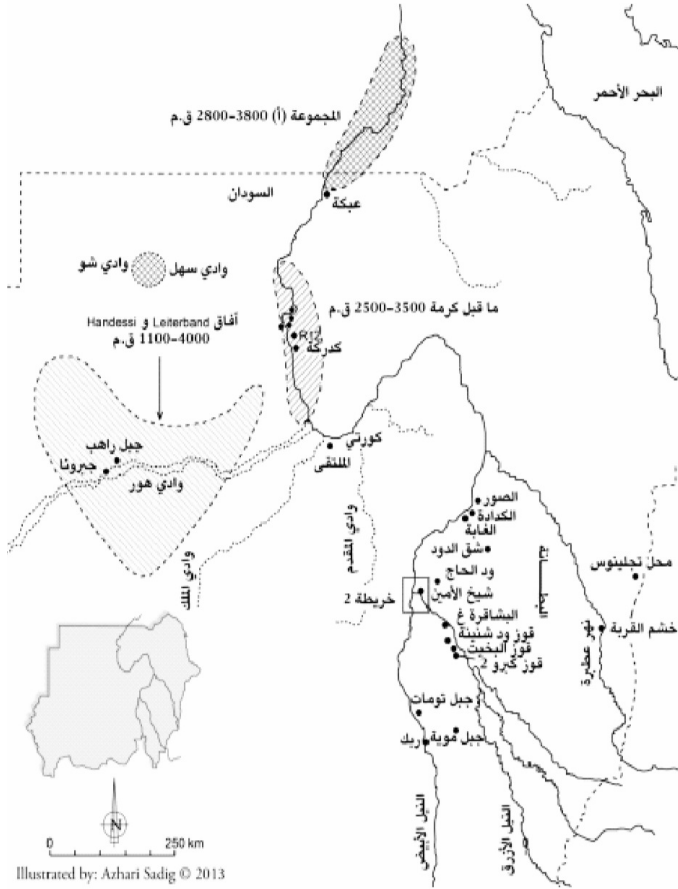 البحر الأحمر
المجموعة (أ) 3800-2800 ق.م
السودان
عبكة
وادي سهل
وادي شو
ما قبل كرمة 3500-2500 ق.م
أفاق Leiterband و Handessi
4000-1100 ق.م
R12
كدركة
جبل راهب
جبرونا
وادي هور
كورتي
الملتقى
وادي الملك
وادي المقدم
الصور
الكدادة
الغابة
شق الدود
ود الحاج
شيخ الأمين
خريطة 2
البطـــانة
محل تجلينوس
خشم القربة
نهر عطبرة
البشاقرة غ
قوز ود شنينة
قوز البخيت
قوز كبرو 2
جبل تومات
جبل موية
ربك
النيل الأبيض
النيل الأزرق
N
0 250 km
Illustrated by: Azhari Sadig © 2013